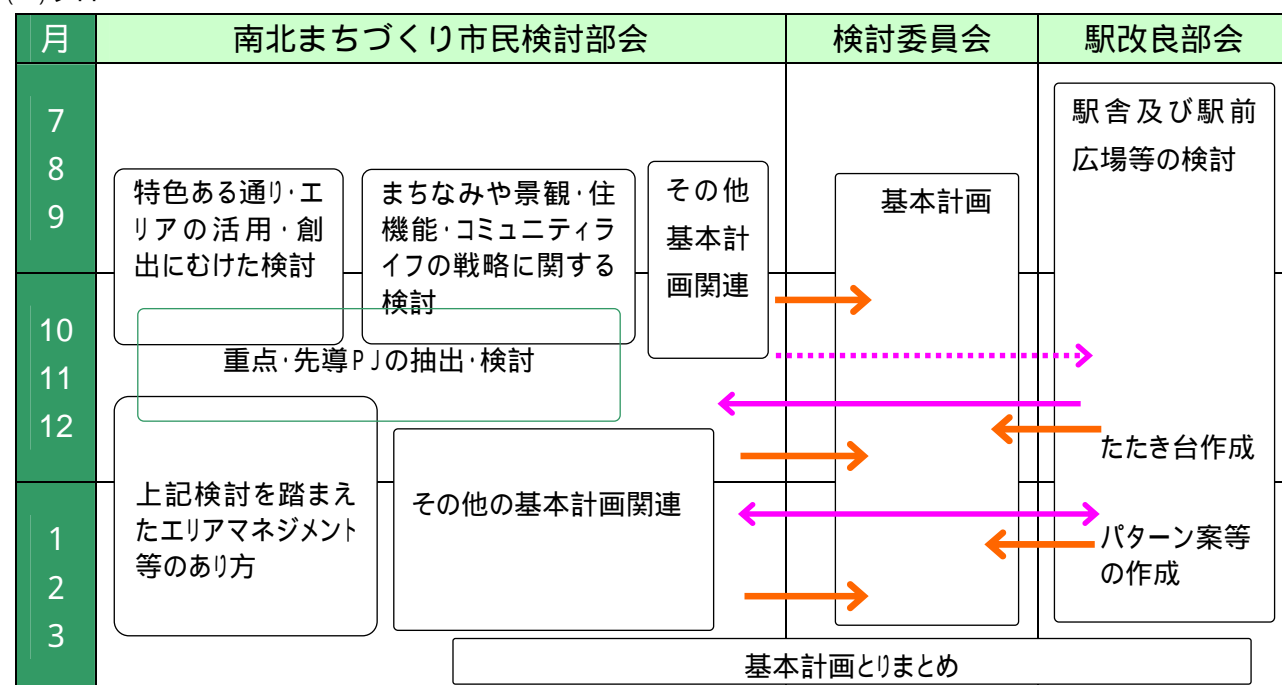 月
南北まちづくり市民検討部会
検討委員会
駅改良部会
7
8
9
10
11
12
1
2
3
特色ある通り・エ
リアの活用・創
出にむけた検討
まちなみや景観・住
機能・コミュニティラ
イフの戦略に関する
検討
その他
基本計
画関連
重点・先導PJの抽出・検討
上記検討を踏まえ
たエリアマネジメント
等のあり方
その他の基本計画関連
基本計画
駅舎及び駅前
広場等の検討
たたき台作成
パターン案等
の作成
基本計画とりまとめ